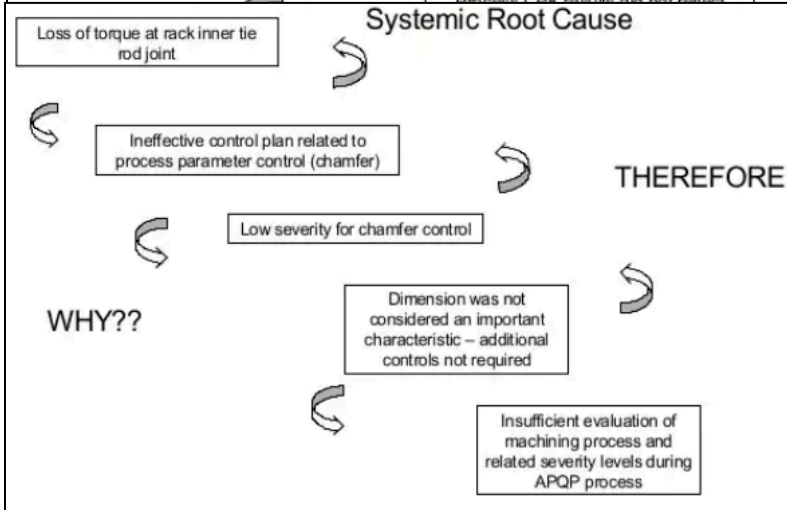 Systemic Root Cause
Loss of torque at rack inner tie
rod joint
Ineffective control plan related to
process parameter control (chamfer)
THEREFORE
Low severity for chamfer control
WHY??
Dimension was not
considered an important
characteristic – additional
controls not required
Insufficient evaluation of
machining process and
related severity levels during
APQP process